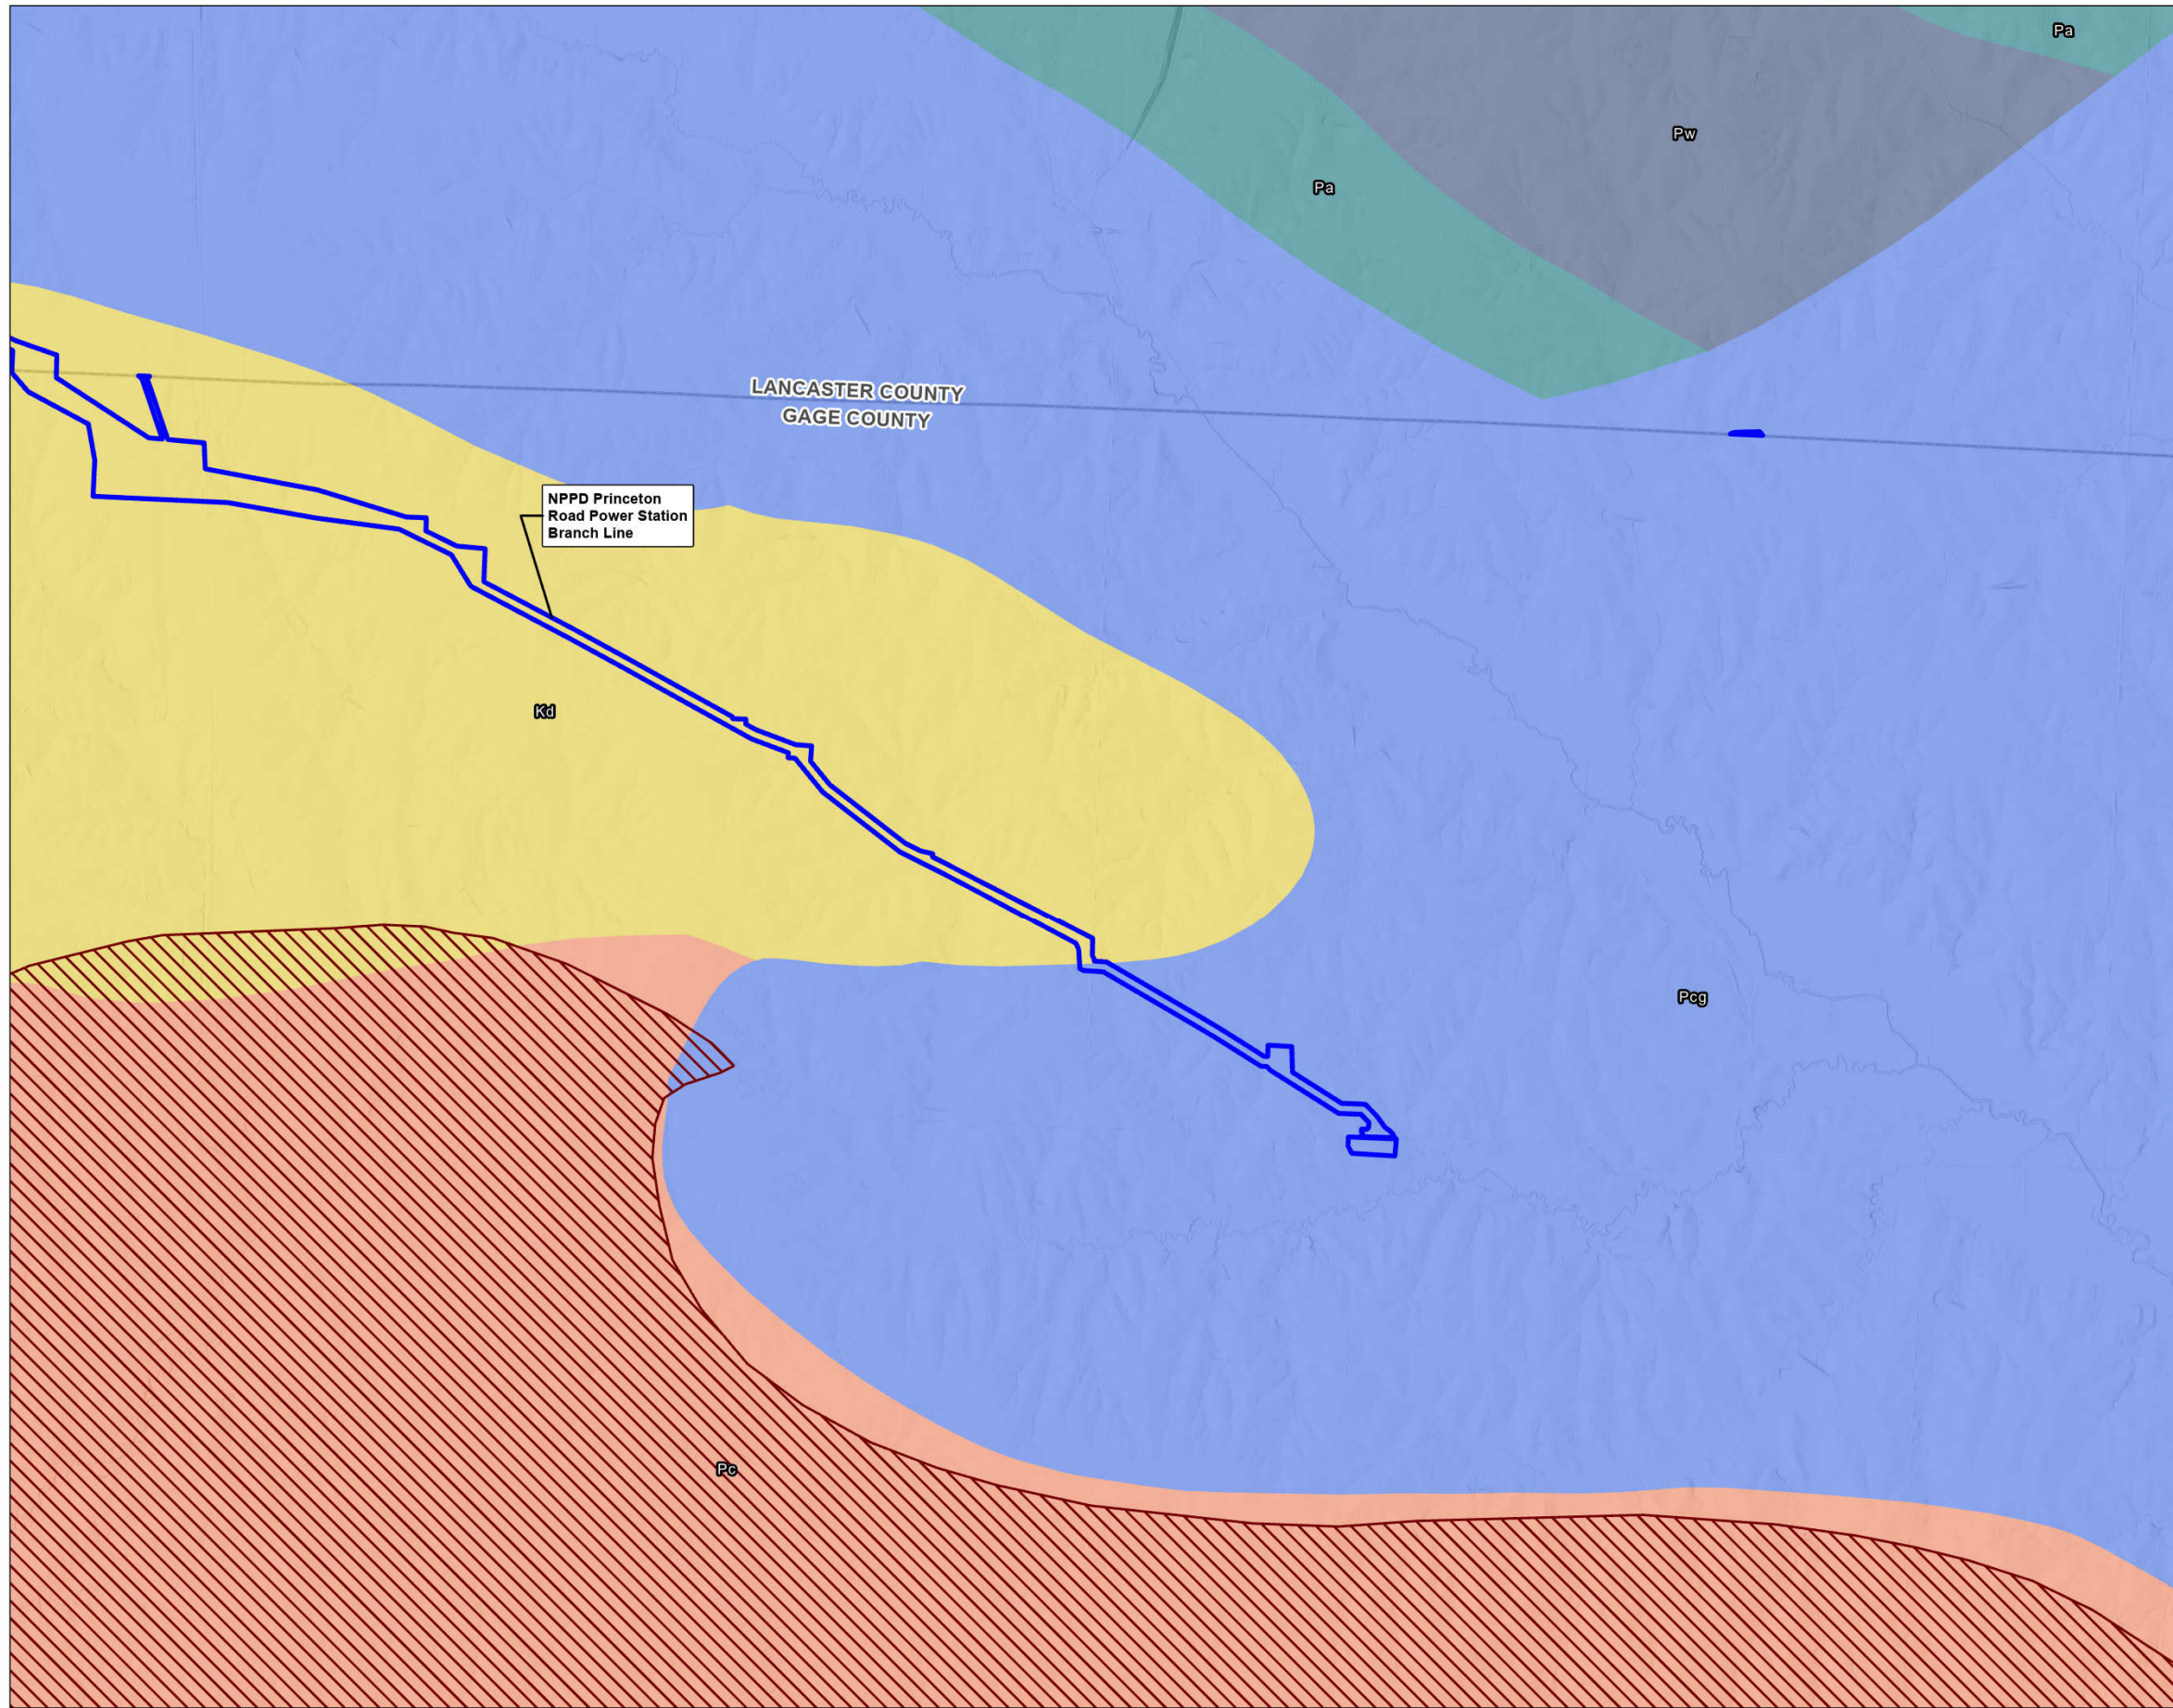 Pa
Pw
Pa
LANCASTER COUNTY
GAGE COUNTY
NPPD Princeton
Road Power Station
Branch Line
Kd
Pcg
Pc